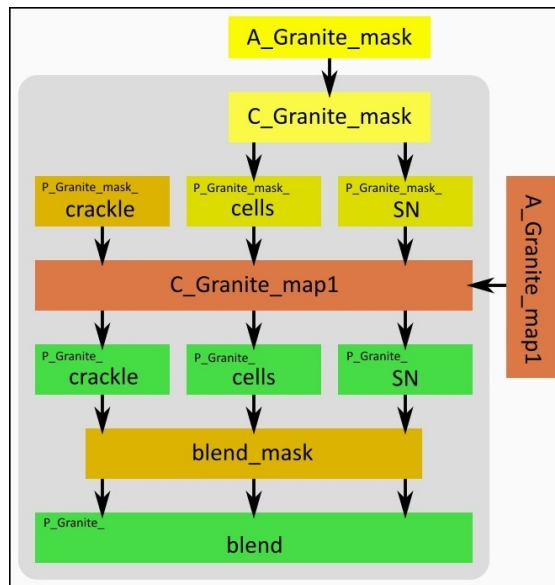 A_Granite_mask
C_Granite_mask
P_Granite_mask_
crackle
P_Granite_mask_
cells
P_Granite_mask_
SN
A_Granite_map1
C_Granite_map1
P_Granite_
crackle
P_Granite_
cells
P_Granite_
SN
blend_mask
P_Granite_
blend